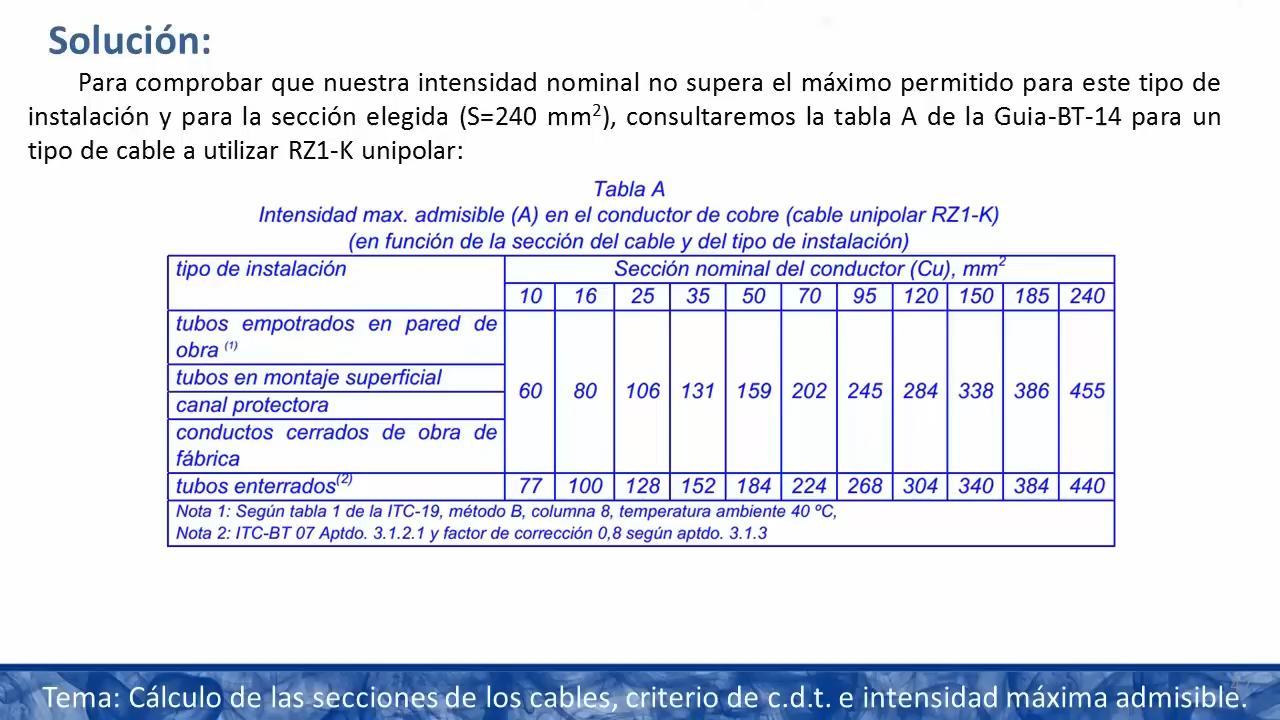 Solución:
Para comprobar que nuestra intensidad nominal no supera el máximo permitido para este tipo de
instalación y para la sección elegida (S=240 mm²), consultaremos la tabla A de la Guia-BT-14 para un
tipo de cable a utilizar RZ1-K unipolar:
Tabla A
Intensidad max. admisible (A) en el conductor de cobre (cable unipolar RZ1-K)
(en función de la sección del cable y del tipo de instalación)
tipo de instalación Sección nominal del conductor (Cu), mm²
10 16 25 35 50 70 95 120 150 185 240
tubos empotrados en pared de
obra (1)
tubos en montaje superficial
60 80 106 131 159 202 245 284 338 386 455
canal protectora
conductos cerrados de obra de
fábrica
tubos enterrados(2) 77 100 128 152 184 224 268 304 340 384 440
Nota 1: Según tabla 1 de la ITC-19, método B, columna 8, temperatura ambiente 40 ºC,
Nota 2: ITC-BT 07 Aptdo. 3.1.2.1 y factor de corrección 0,8 según aptdo. 3.1.3
Tema: Cálculo de las secciones de los cables, criterio de c.d.t. e intensidad máxima admisible.